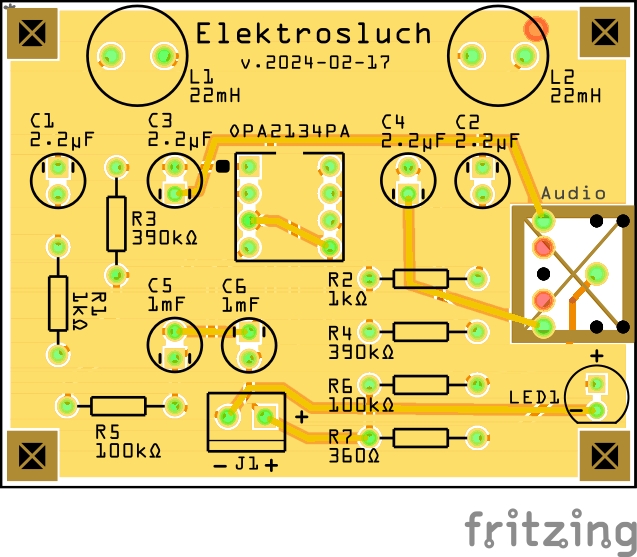 Elektrosluch
v.2024-02-17
L1
22mH
L2
22mH
C1
2.2µF
C3
2.2µF
OPA2134PA
C4
2.2µF
C2
2.2µF
Audio
R3
390kΩ
R1
1kΩ
C5
1mF
C6
1mF
R2
1kΩ
R4
390kΩ
R6
100kΩ
LED1
+
-
R5
100kΩ
+
R7
360Ω
- J1 +
fritzing